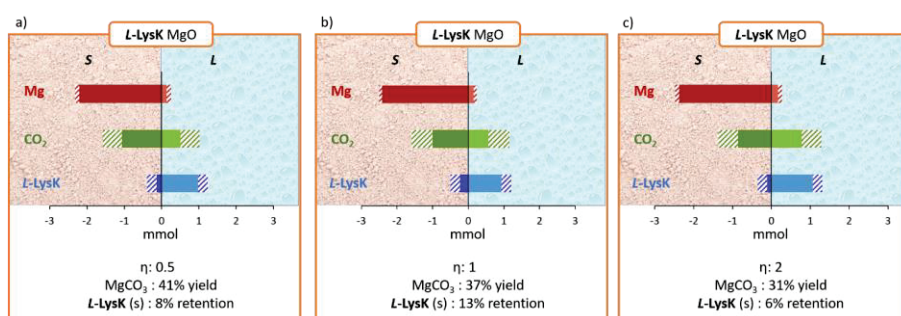 a)
L-LysK MgO
S L
Mg
CO₂
L-LysK
-3 -2 -1 0 1 2 3
mmol
η: 0.5
MgCO₃ : 41% yield
L-LysK (s) : 8% retention
b)
L-LysK MgO
S L
Mg
CO₂
L-LysK
-3 -2 -1 0 1 2 3
mmol
η: 1
MgCO₃ : 37% yield
L-LysK (s) : 13% retention
c)
L-LysK MgO
S L
Mg
CO₂
L-LysK
-3 -2 -1 0 1 2 3
mmol
η: 2
MgCO₃ : 31% yield
L-LysK (s) : 6% retention